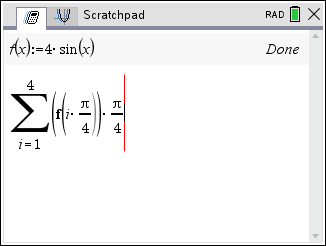 Scratchpad RAD
f(x):=4·sin(x) Done
4
∑ (f(i·π/4))·π/4
i=1